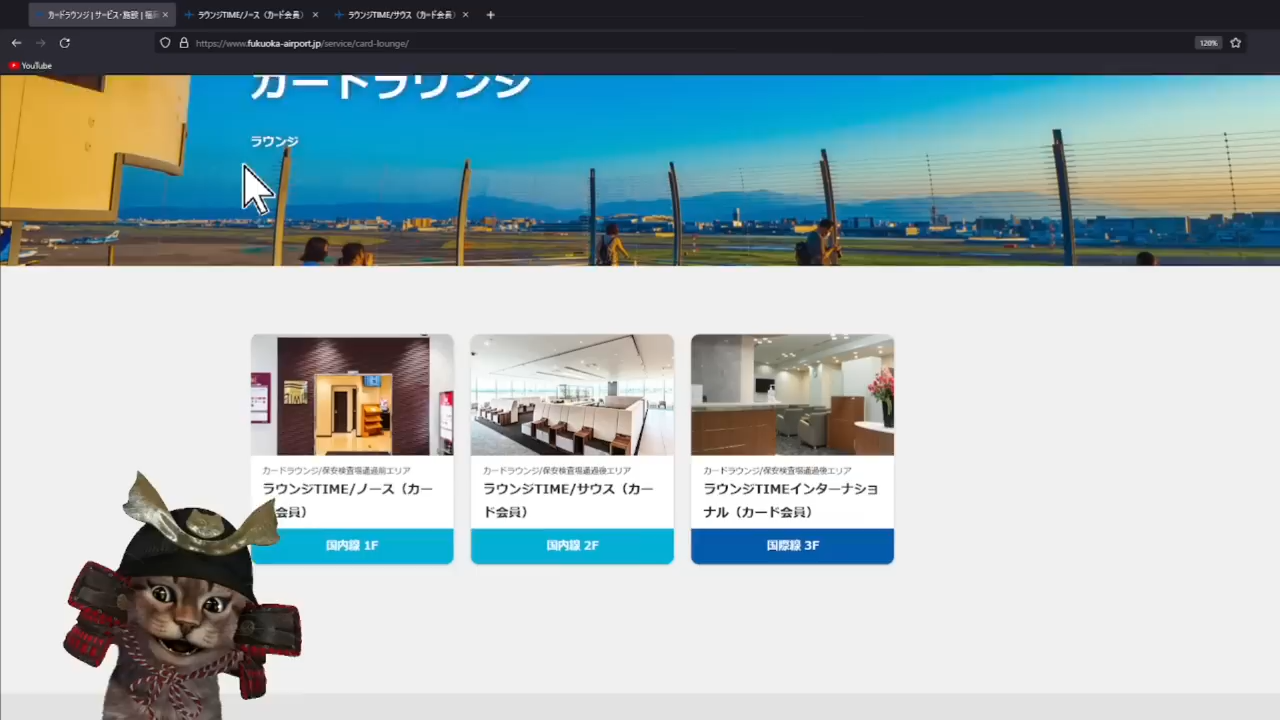 カードラウンジ | サービス・施設 | 福岡
ラウンジTIME/ノース（カード会員）
ラウンジTIME/サウス（カード会員）
https://www.fukuoka-airport.jp/service/card-lounge/
120%
YouTube
カードラウンジ
ラウンジ
カードラウンジ/保安検査場通過前エリア
ラウンジTIME/ノース（カー
会員）
国内線 1F
カードラウンジ/保安検査場通過後エリア
ラウンジTIME/サウス（カー
ド会員）
国内線 2F
カードラウンジ/保安検査場通過後エリア
ラウンジTIMEインターナショ
ナル（カード会員）
国際線 3F